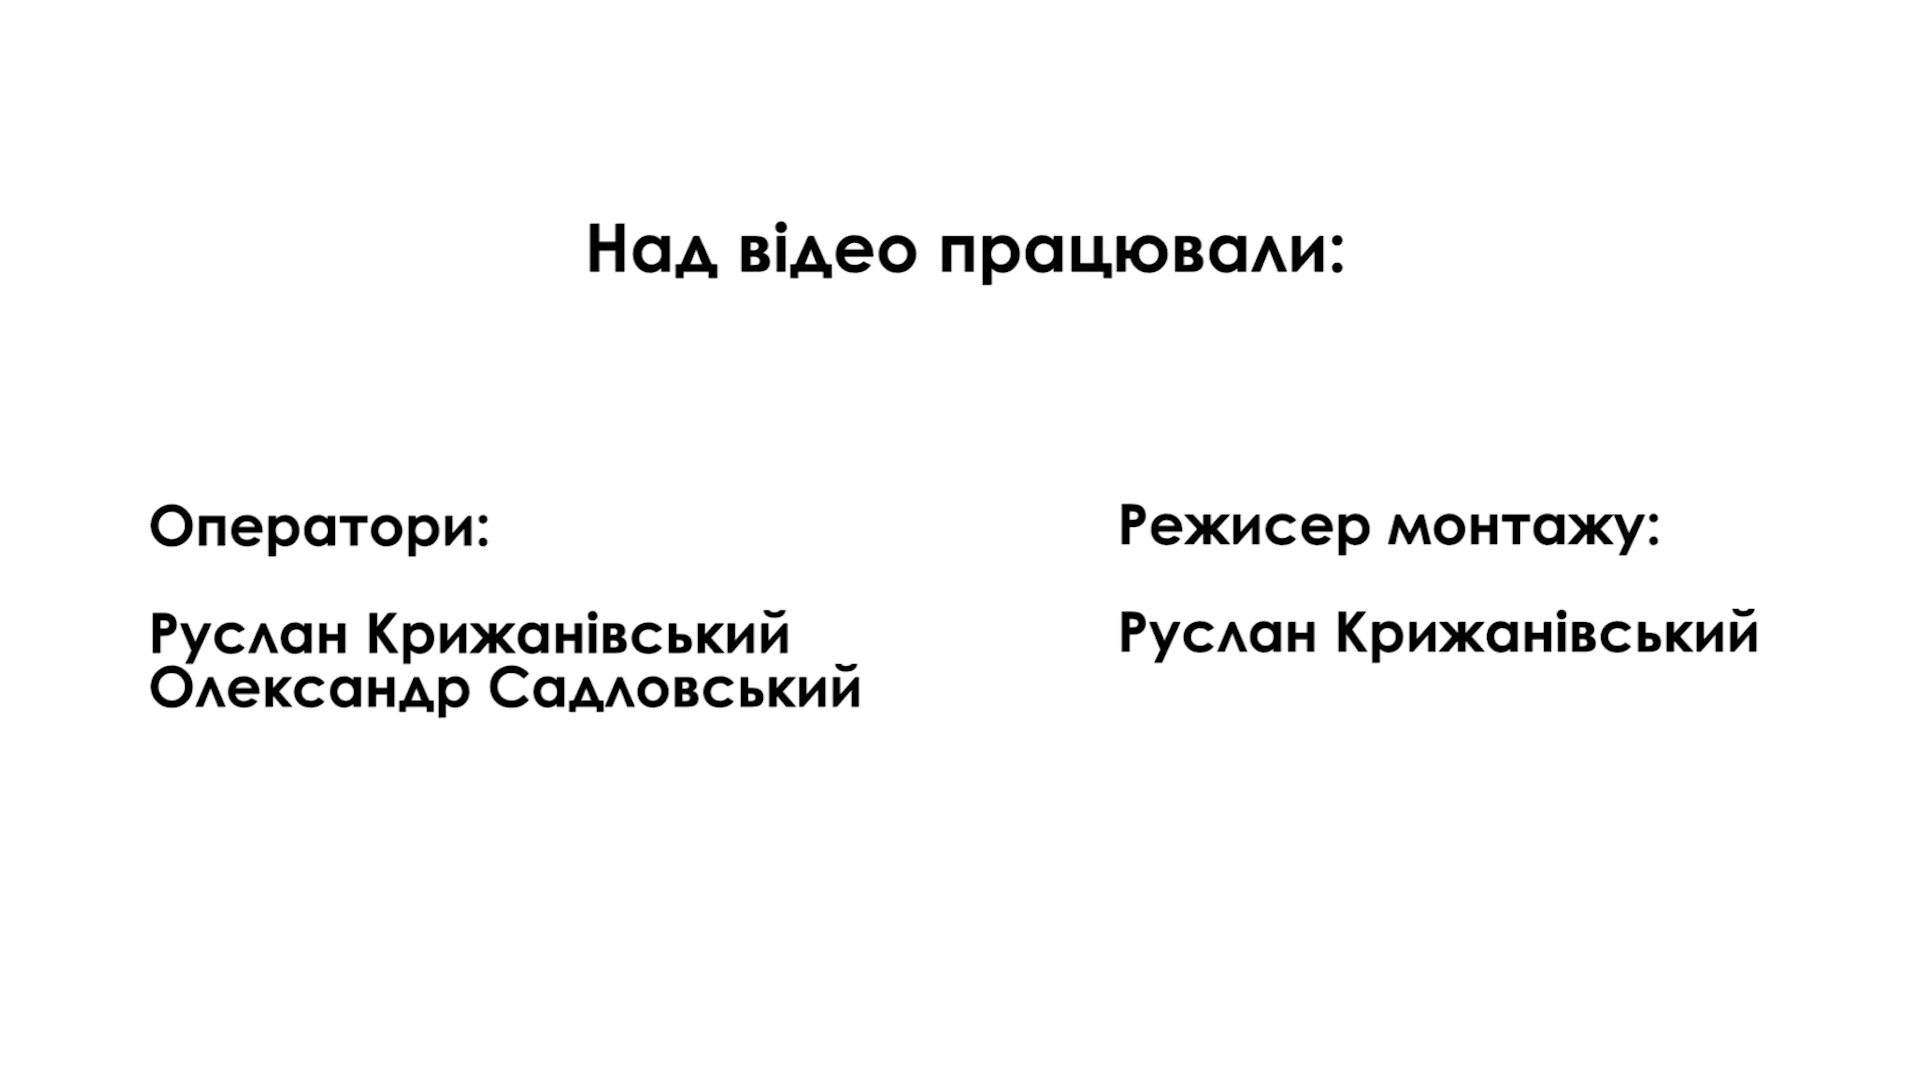 Над відео працювали:
Оператори:
Руслан Крижанівський
Олександр Садловський
Режисер монтажу:
Руслан Крижанівський